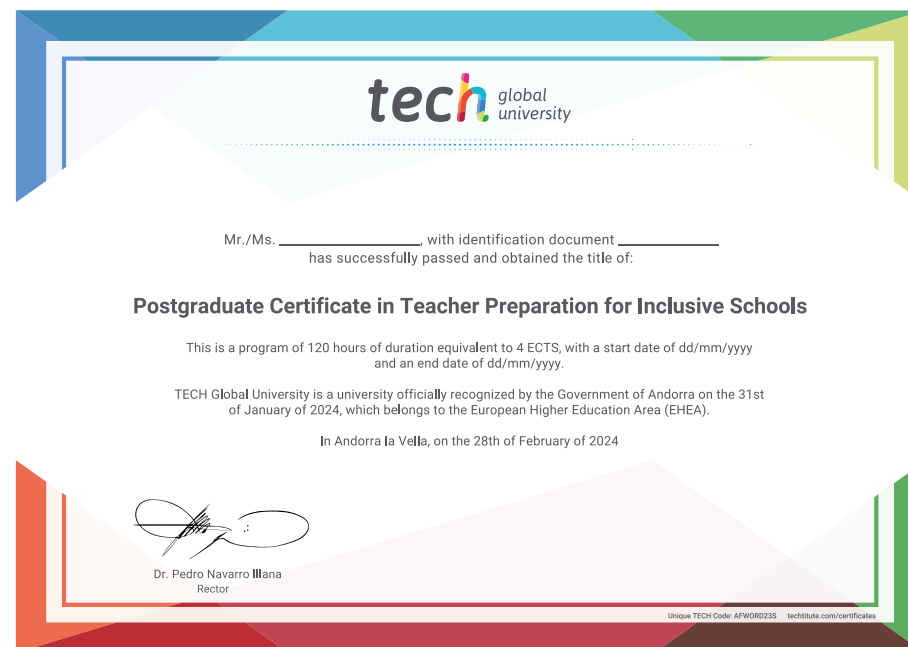 tech global
university
Mr./Ms. ____________________, with identification document ______________
has successfully passed and obtained the title of:
Postgraduate Certificate in Teacher Preparation for Inclusive Schools
This is a program of 120 hours of duration equivalent to 4 ECTS, with a start date of dd/mm/yyyy
and an end date of dd/mm/yyyy.
TECH Global University is a university officially recognized by the Government of Andorra on the 31st
of January of 2024, which belongs to the European Higher Education Area (EHEA).
In Andorra la Vella, on the 28th of February of 2024
Dr. Pedro Navarro Illana
Rector
Unique TECH Code: AFWORD23S techtitute.com/certificates